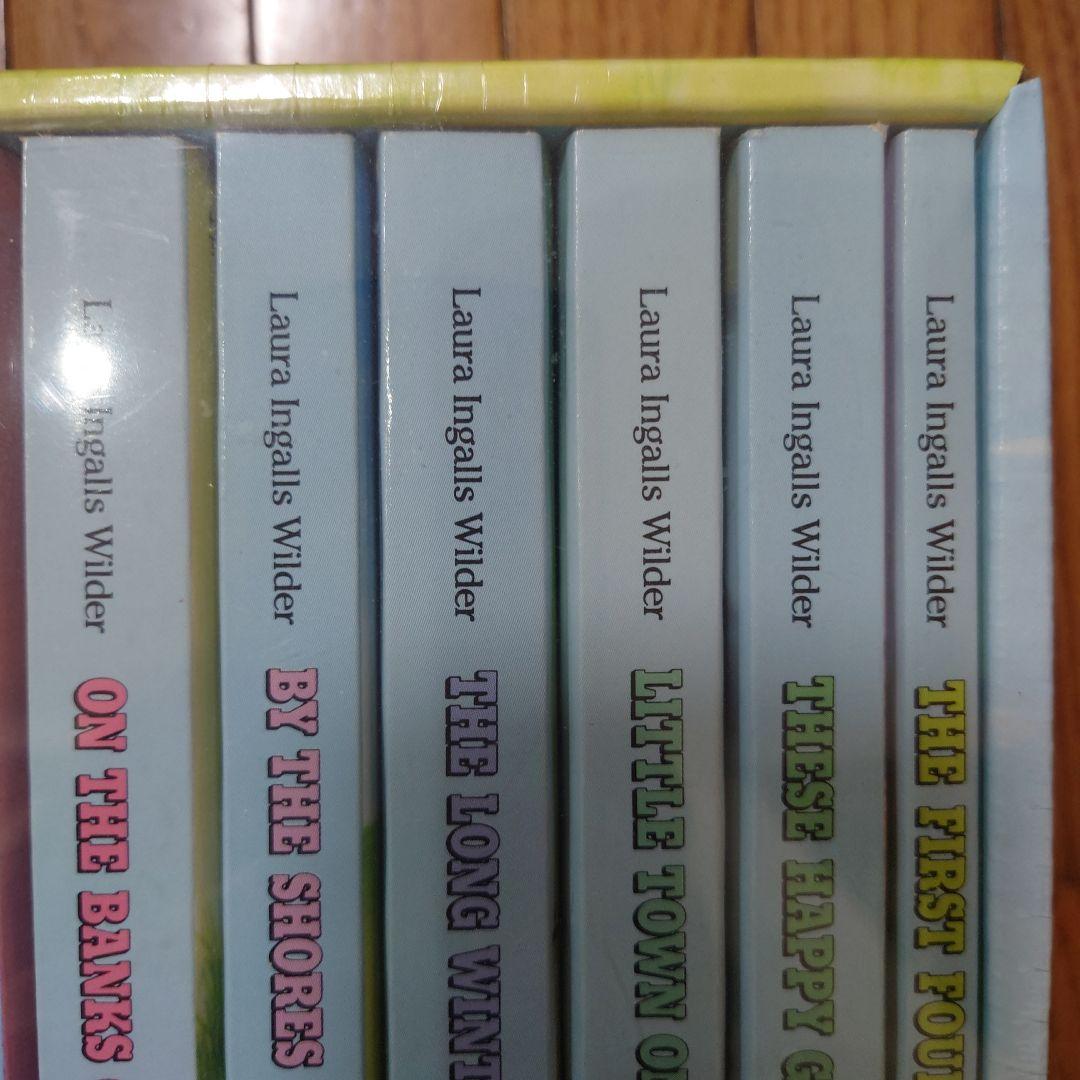 Laura Ingalls Wilder ON THE BANKS
Laura Ingalls Wilder BY THE SHORES
Laura Ingalls Wilder THE LONG WINT
Laura Ingalls Wilder LITTLE TOWN O
Laura Ingalls Wilder THESE HAPPY G
Laura Ingalls Wilder THE FIRST FOU